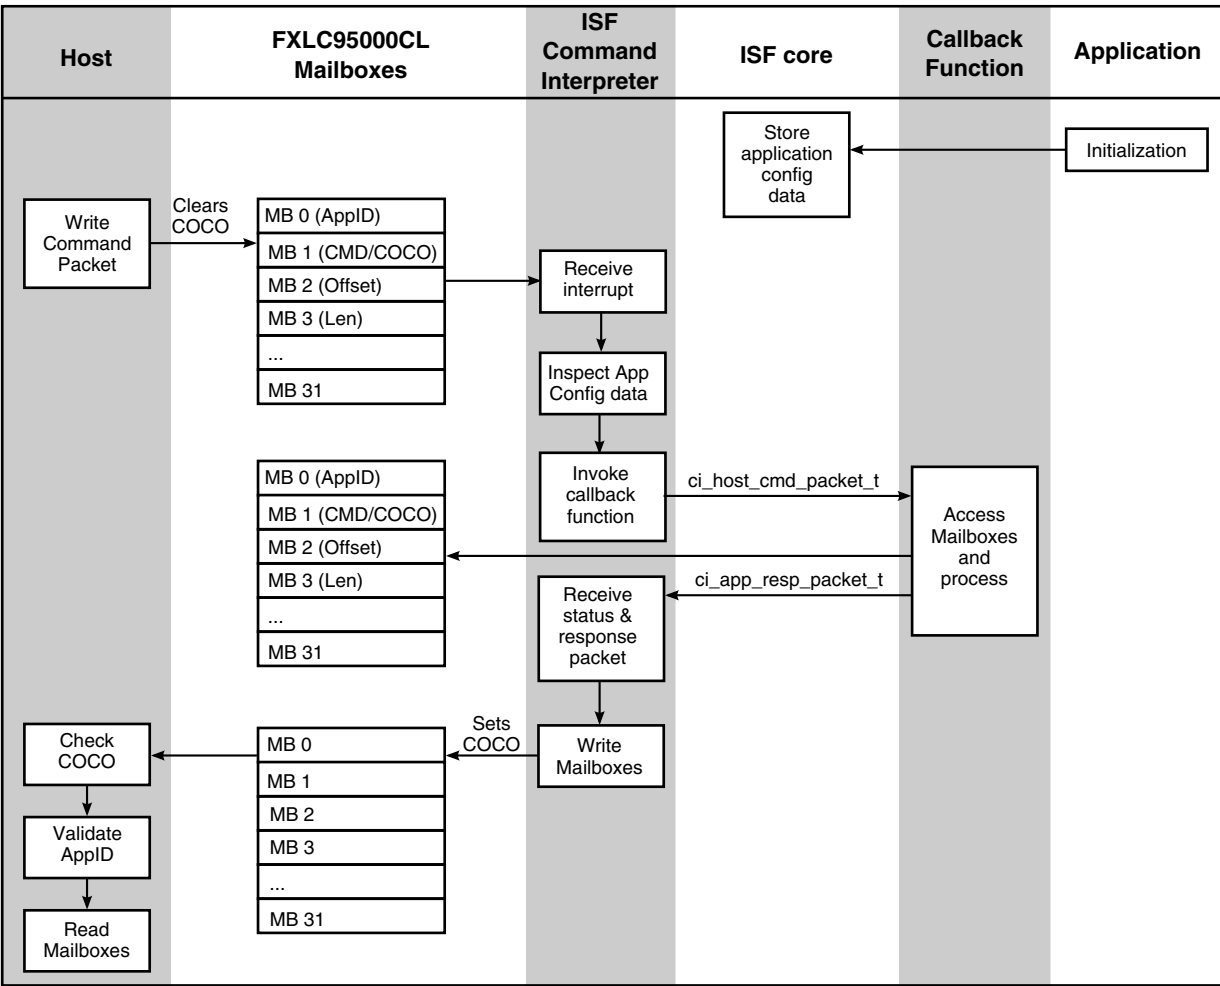 Host
FXLC95000CL
Mailboxes
ISF
Command
Interpreter
ISF core
Callback
Function
Application
Store
application
config
data
Initialization
Write
Command
Packet
Clears
COCO
MB 0 (AppID)
MB 1 (CMD/COCO)
MB 2 (Offset)
MB 3 (Len)
...
MB 31
Receive
interrupt
Inspect App
Config data
Invoke
callback
function
ci_host_cmd_packet_t
Access
Mailboxes
and
process
MB 0 (AppID)
MB 1 (CMD/COCO)
MB 2 (Offset)
MB 3 (Len)
...
MB 31
ci_app_resp_packet_t
Receive
status &
response
packet
Write
Mailboxes
Sets
COCO
MB 0
MB 1
MB 2
MB 3
...
MB 31
Check
COCO
Validate
AppID
Read
Mailboxes